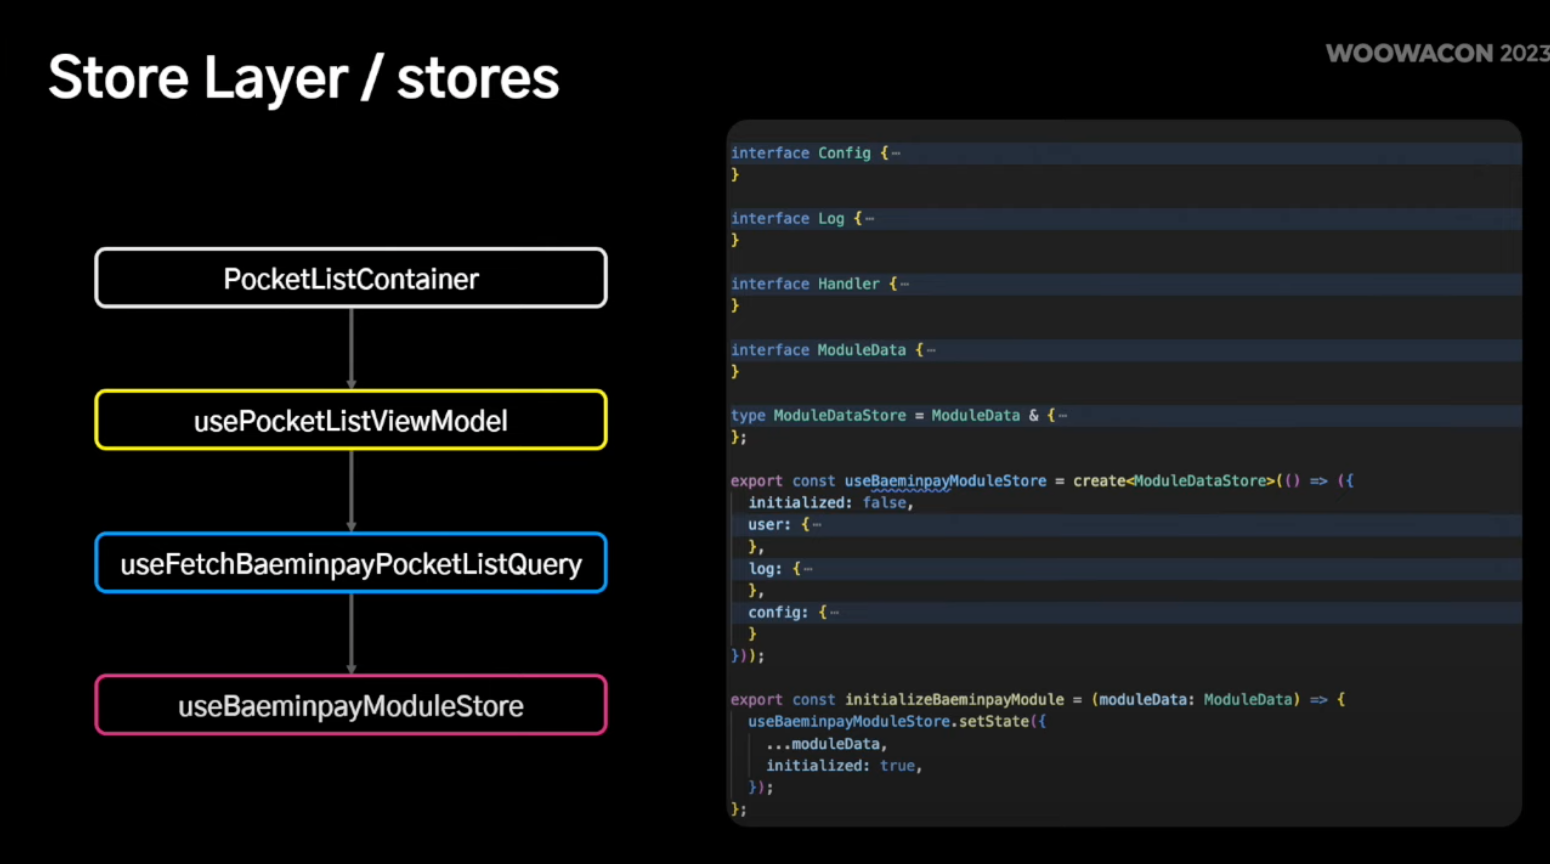 Store Layer / stores
WOOWACON 2023
PocketListContainer
usePocketListViewModel
useFetchBaeminpayPocketListQuery
useBaeminpayModuleStore
interface Config {⋯
}
interface Log {⋯
}
interface Handler {⋯
}
interface ModuleData {⋯
}
type ModuleDataStore = ModuleData & {⋯
};
export const useBaeminpayModuleStore = create<ModuleDataStore>(() => ({
  initialized: false,
  user: {⋯
  },
  log: {⋯
  },
  config: {⋯
  }
}));
export const initializeBaeminpayModule = (moduleData: ModuleData) => {
  useBaeminpayModuleStore.setState({
    ...moduleData,
    initialized: true,
  });
};